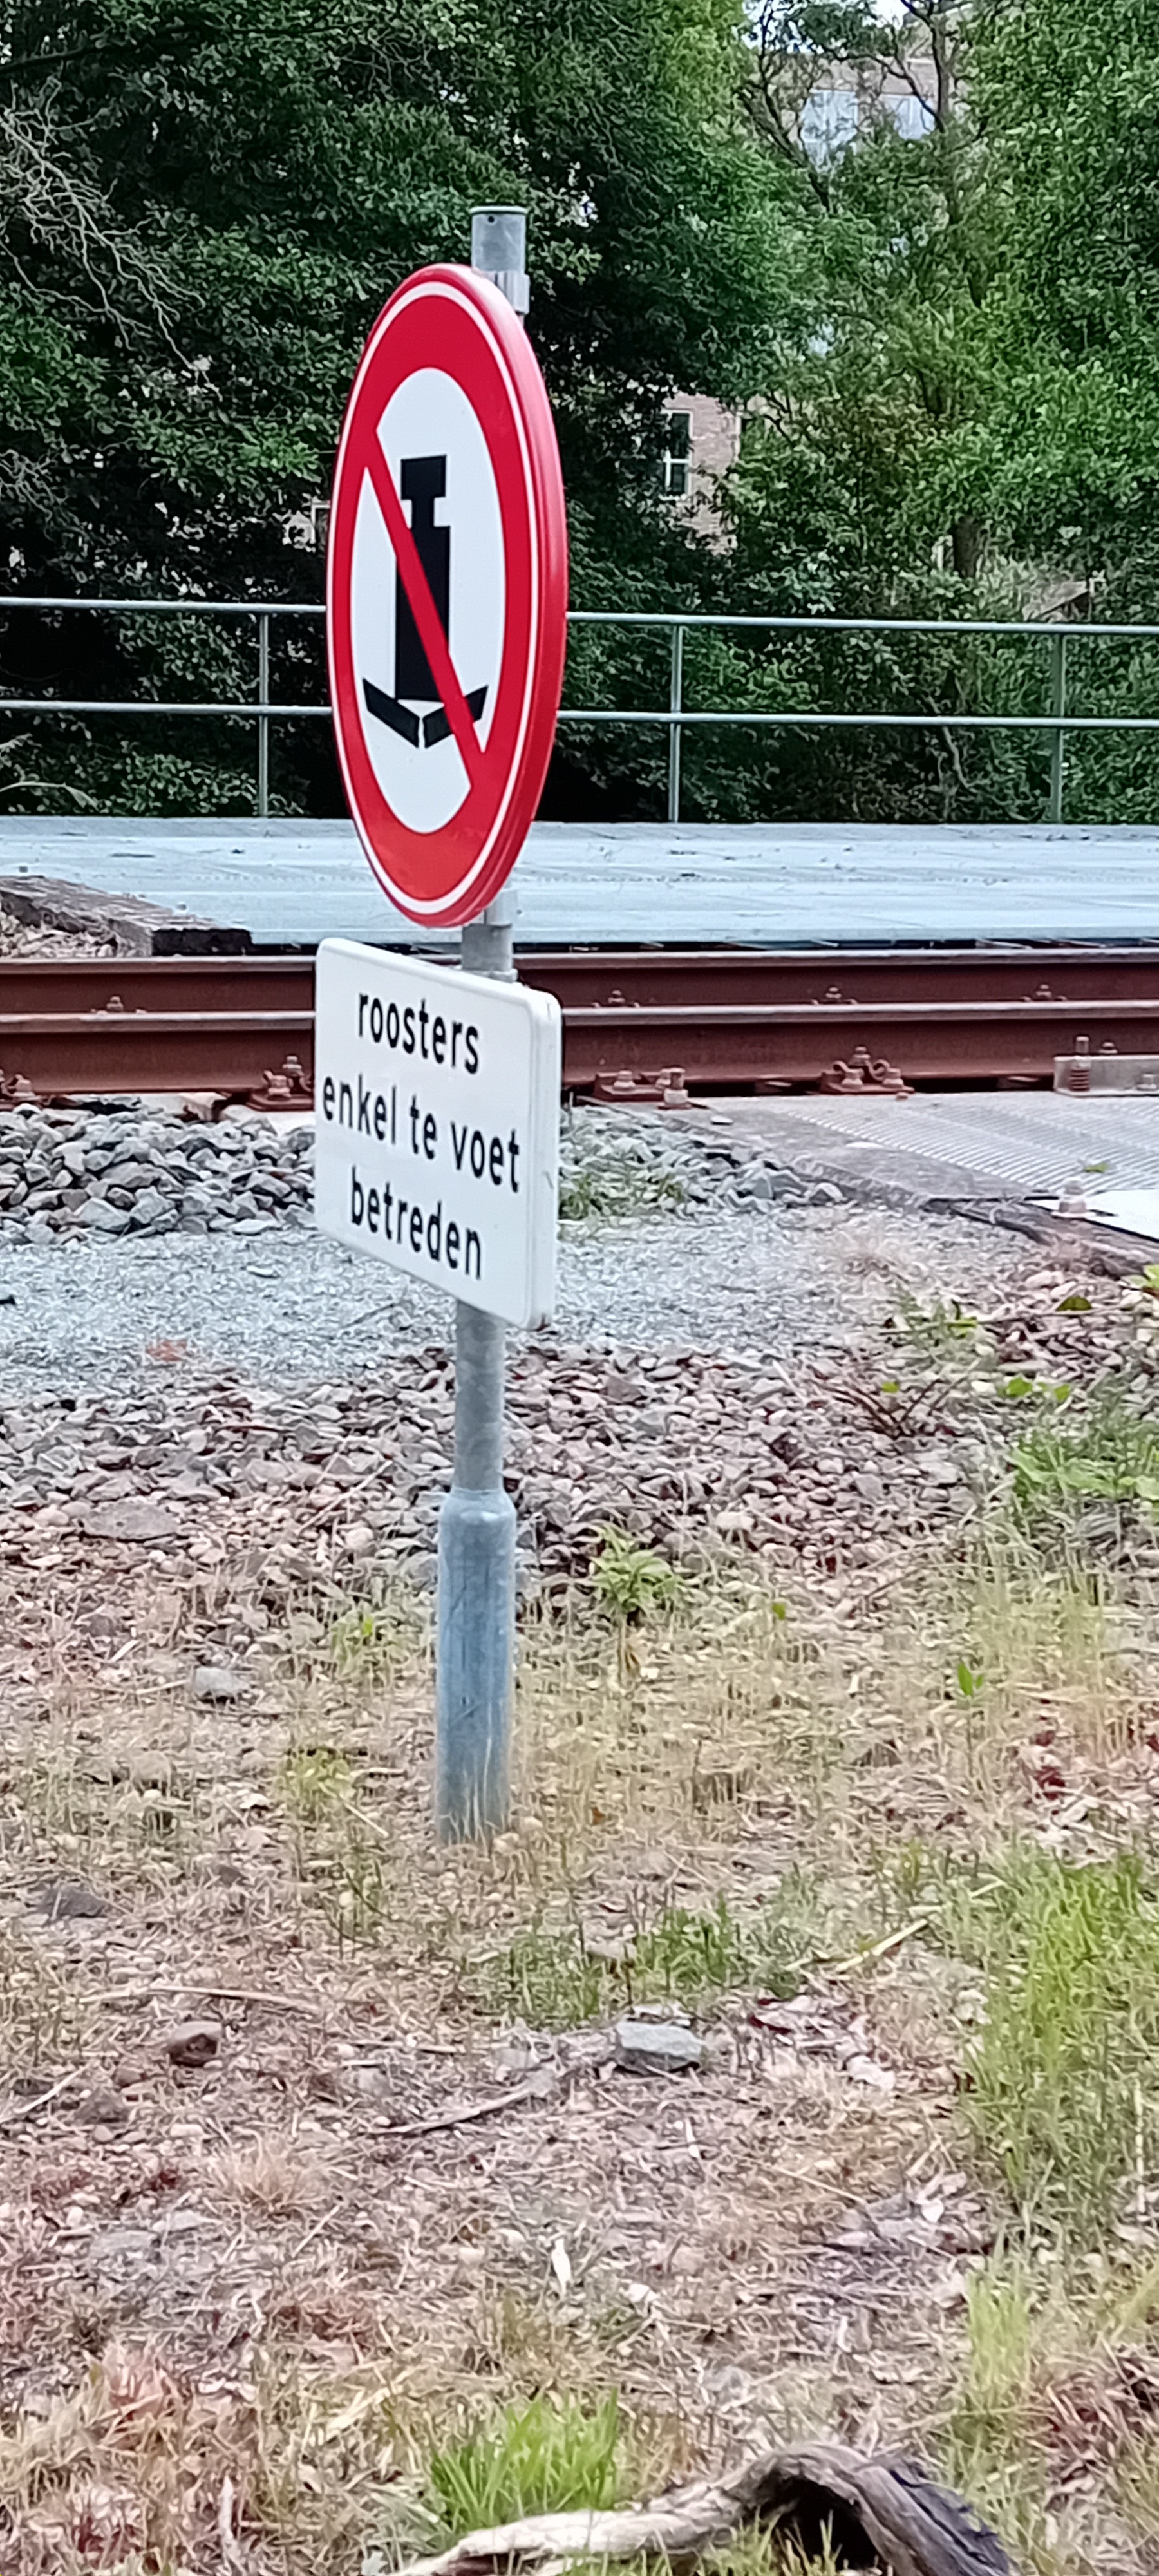 roosters
enkel te voet
betreden